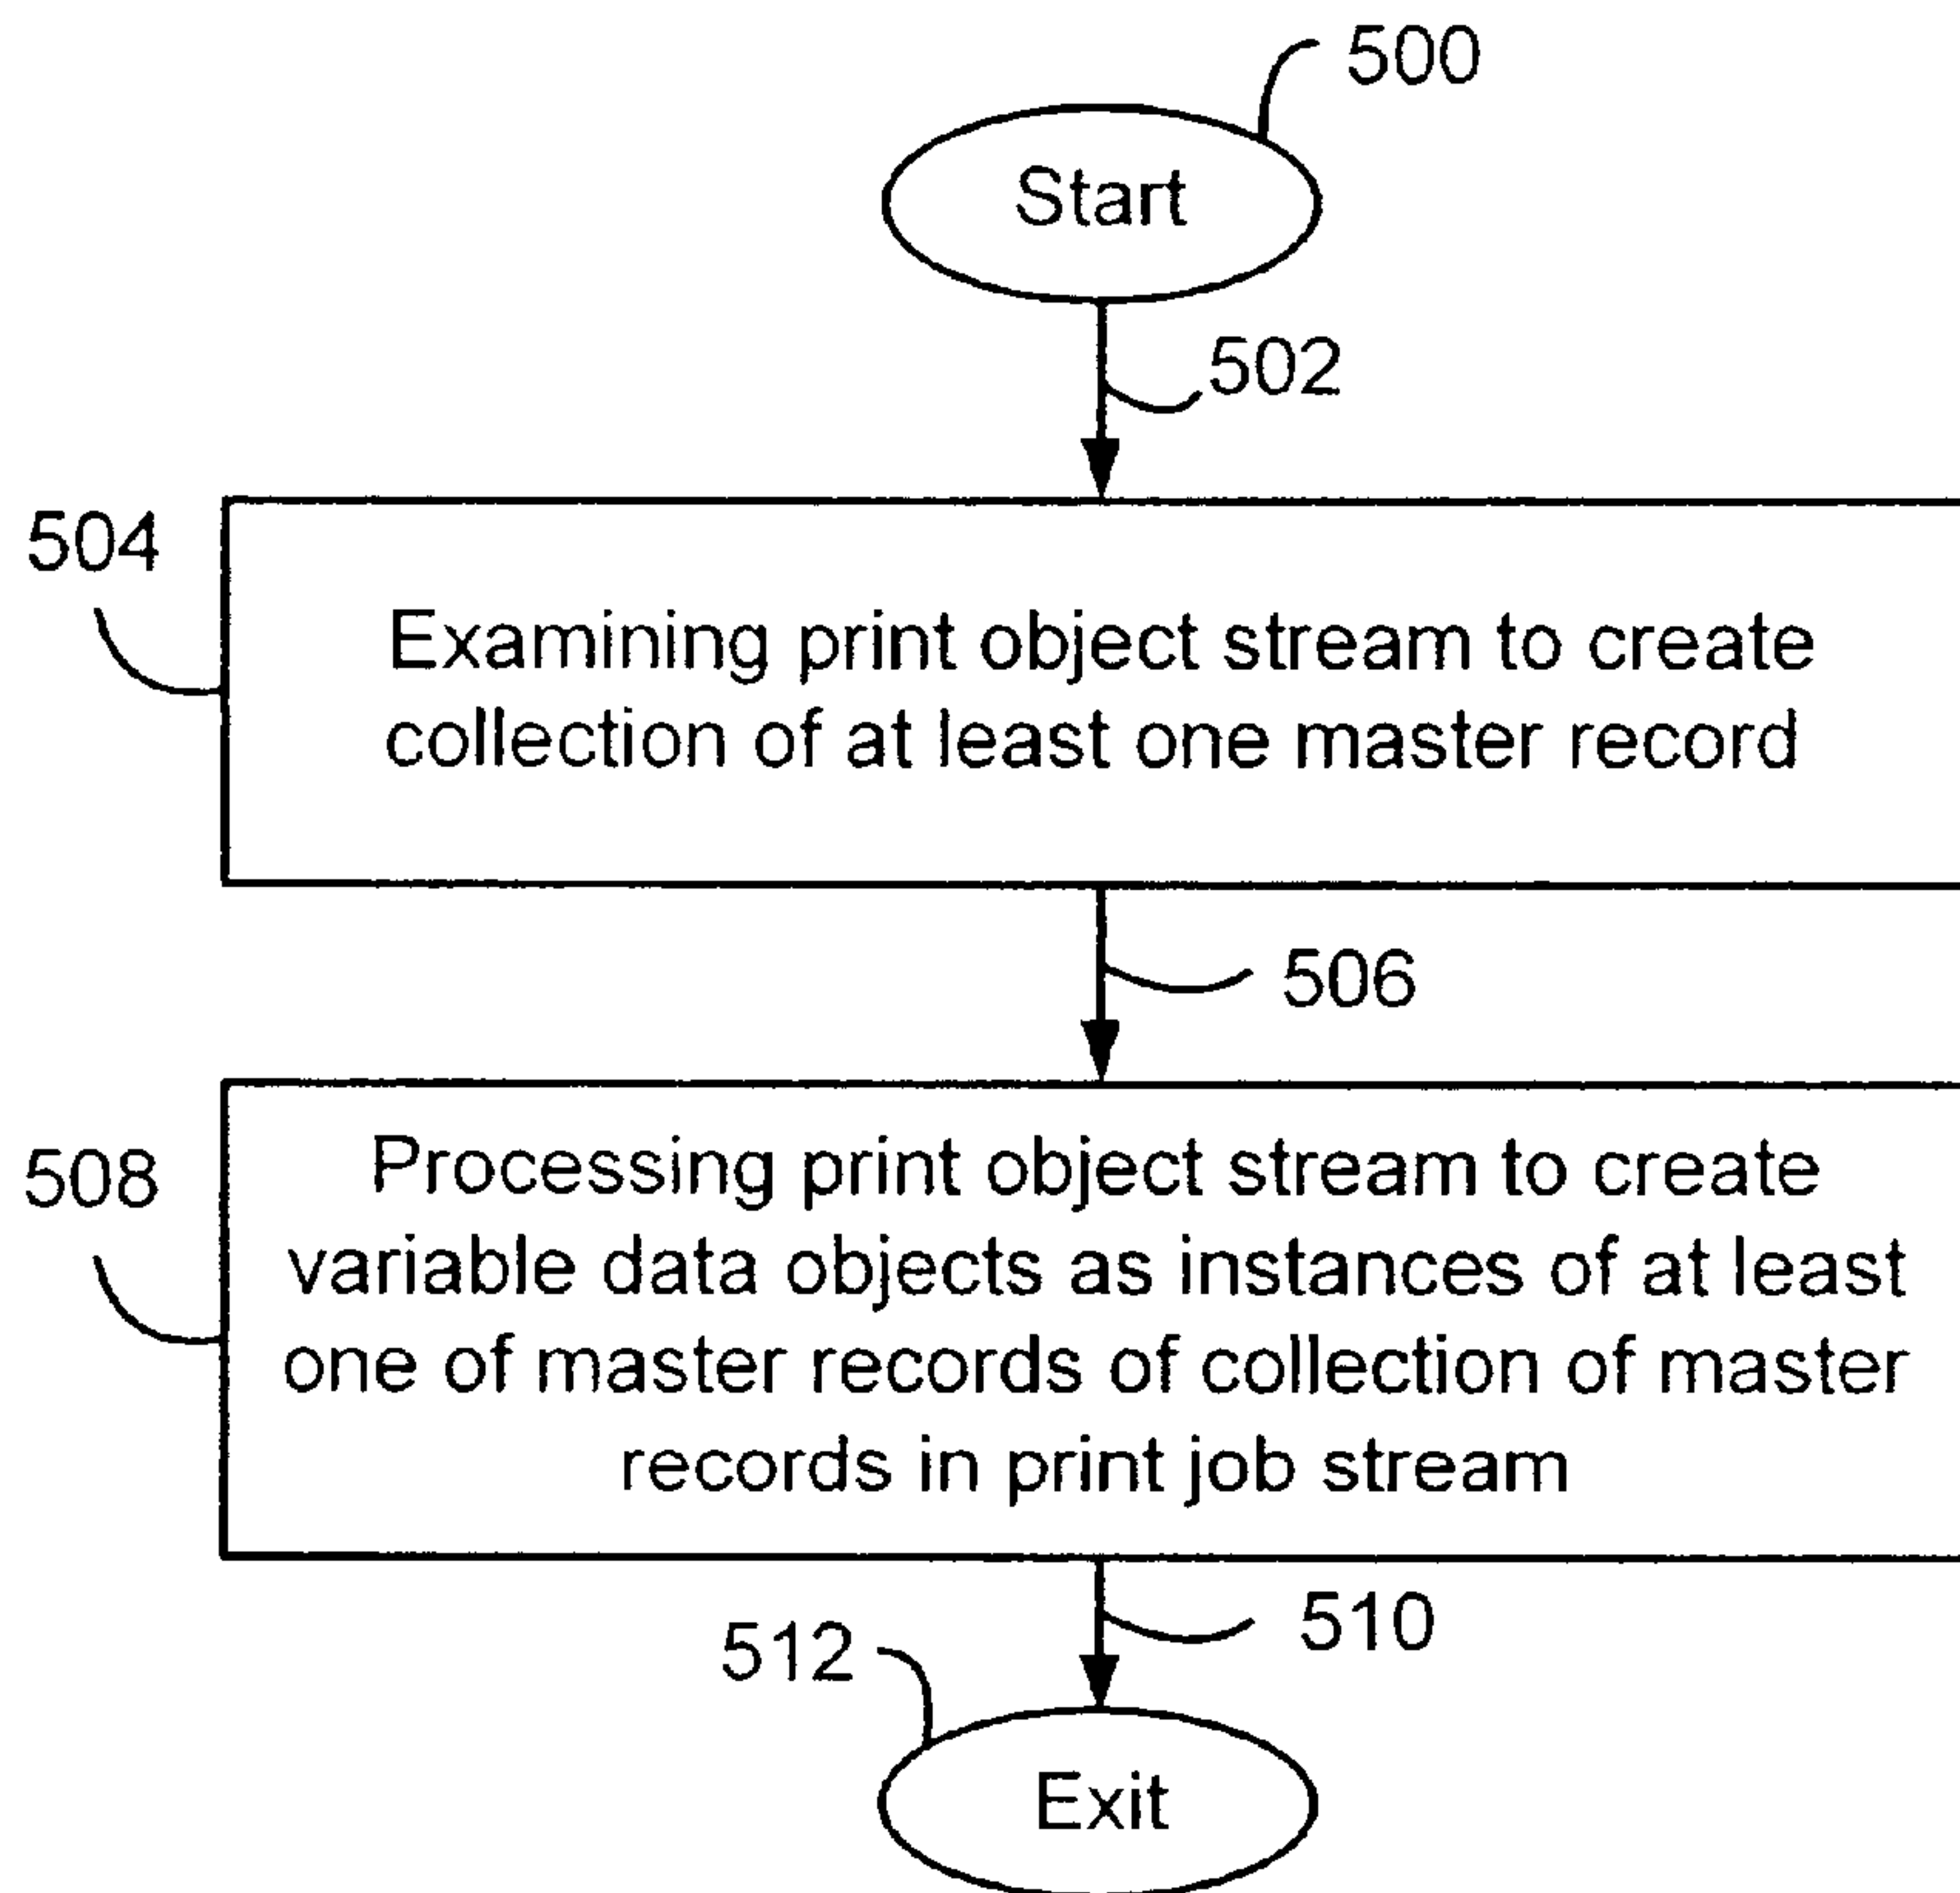 500
Start
502
504
Examining print object stream to create
collection of at least one master record
506
508
Processing print object stream to create
variable data objects as instances of at least
one of master records of collection of master
records in print job stream
510
512
Exit